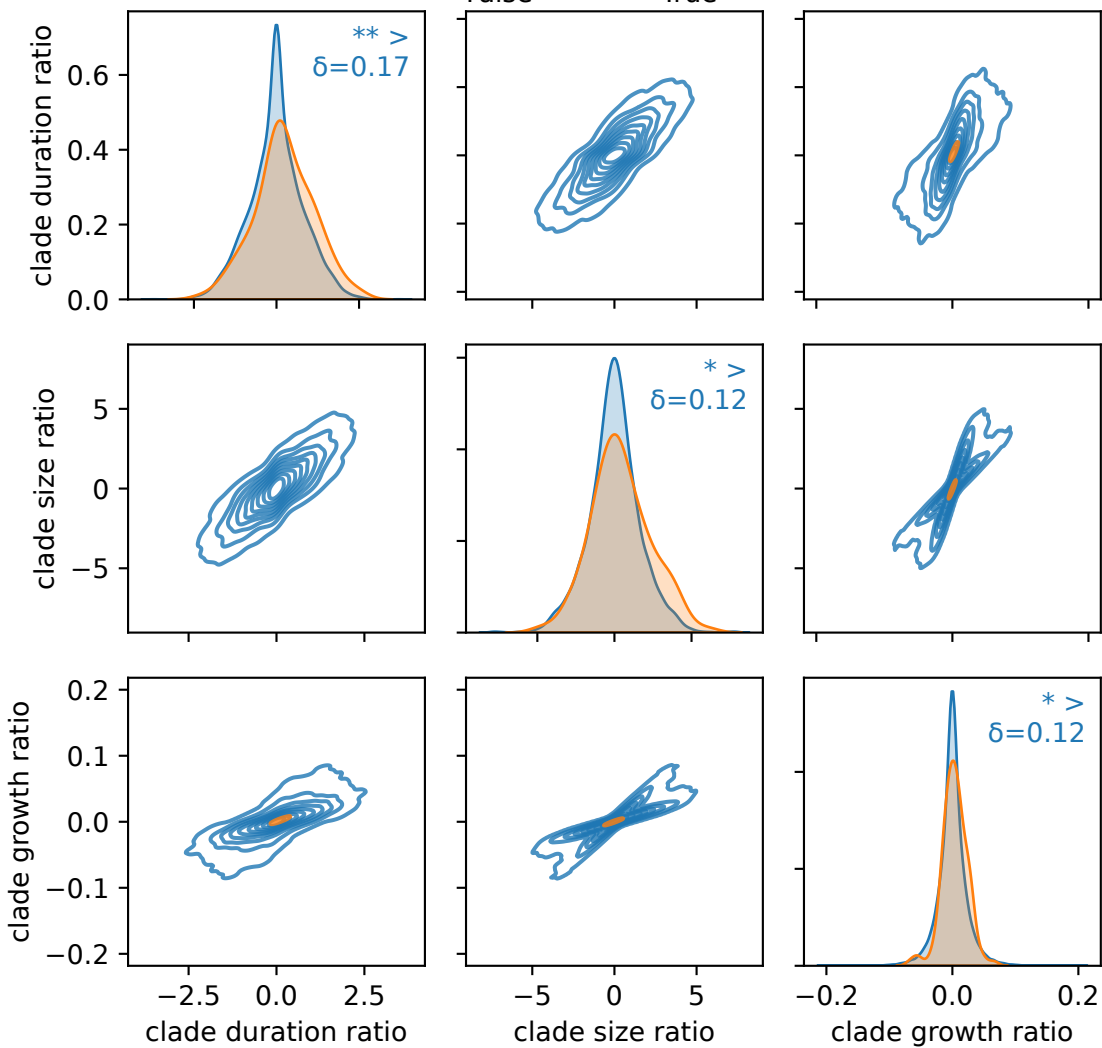 False True
clade duration ratio
0.6
0.4
0.2
0.0
** >
δ=0.17
clade size ratio
5
0
−5
* >
δ=0.12
clade growth ratio
0.2
0.1
0.0
−0.1
−0.2
* >
δ=0.12
−2.5 0.0 2.5
clade duration ratio
−5 0 5
clade size ratio
−0.2 0.0 0.2
clade growth ratio